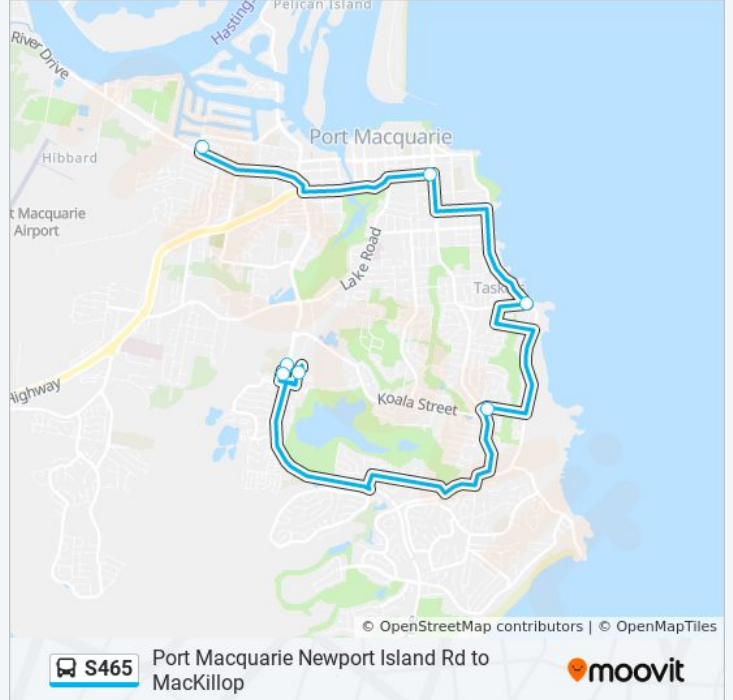 Pelican Island
Hastings
River Drive
Port Macquarie
Hibbard
t Macquarie
Airport
Lake Road
Task
Highway
Koala Street
© OpenStreetMap contributors | © OpenMapTiles
S465
Port Macquarie Newport Island Rd to
MacKillop
moovit